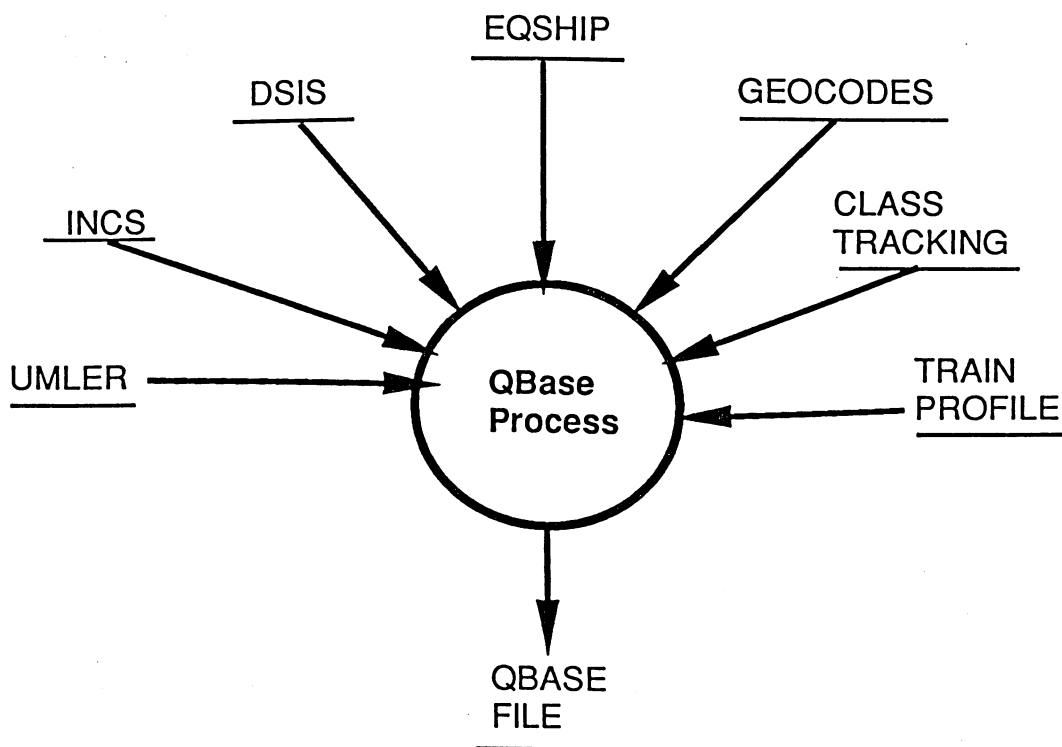 EQSHIP
DSIS
GEOCODES
INCS
CLASS
TRACKING
UMLER
QBase
Process
TRAIN
PROFILE
QBASE
FILE